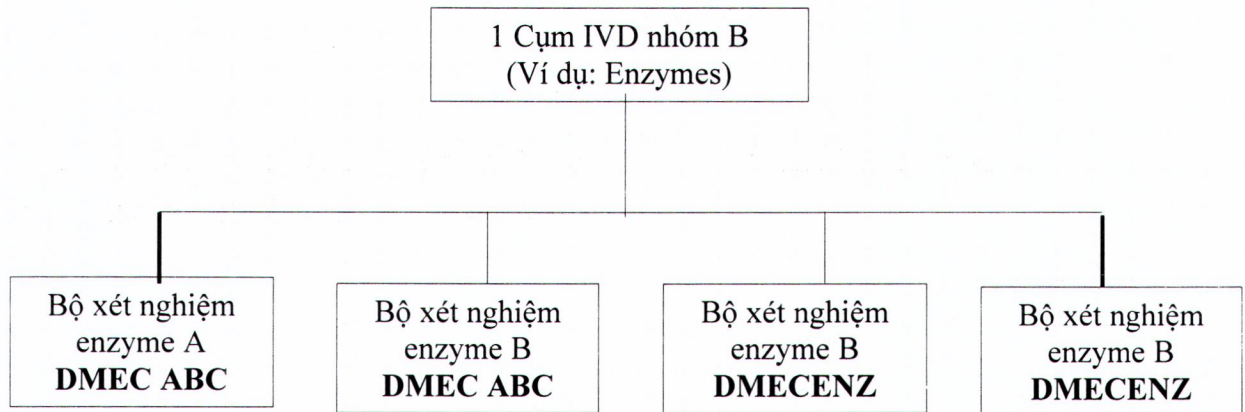 1 Cụm IVD nhóm B
(Ví dụ: Enzymes)
Bộ xét nghiệm
enzyme A
DMEC ABC
Bộ xét nghiệm
enzyme B
DMEC ABC
Bộ xét nghiệm
enzyme B
DMECENZ
Bộ xét nghiệm
enzyme B
DMECENZ